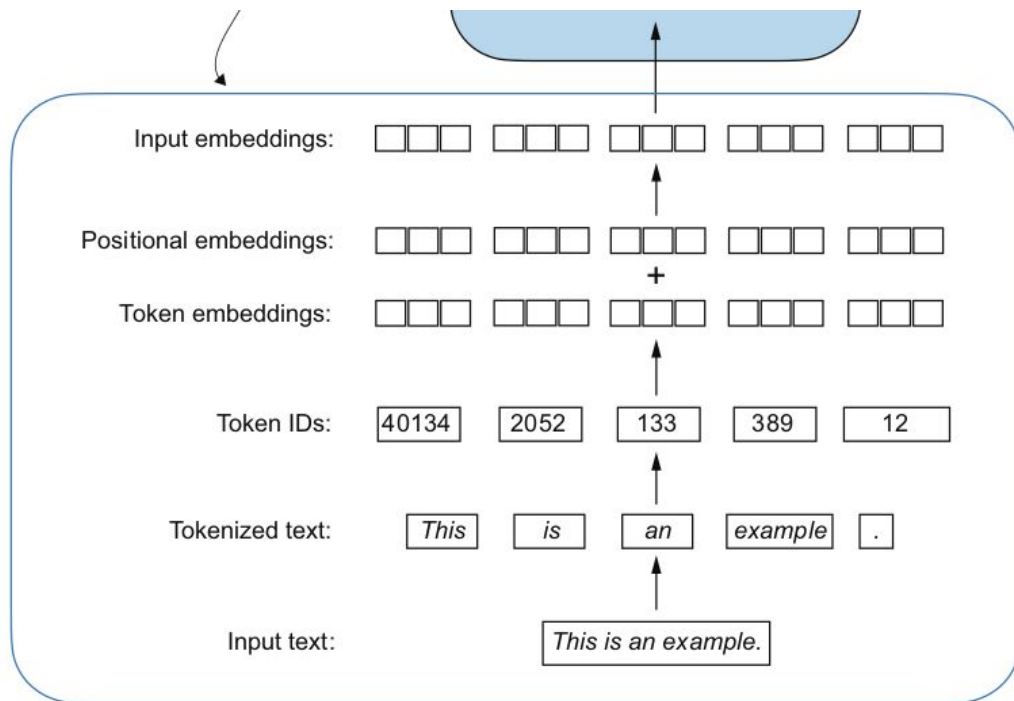 Input embeddings:
Positional embeddings:
+
Token embeddings:
Token IDs: 40134 2052 133 389 12
Tokenized text: This is an example .
Input text: This is an example.